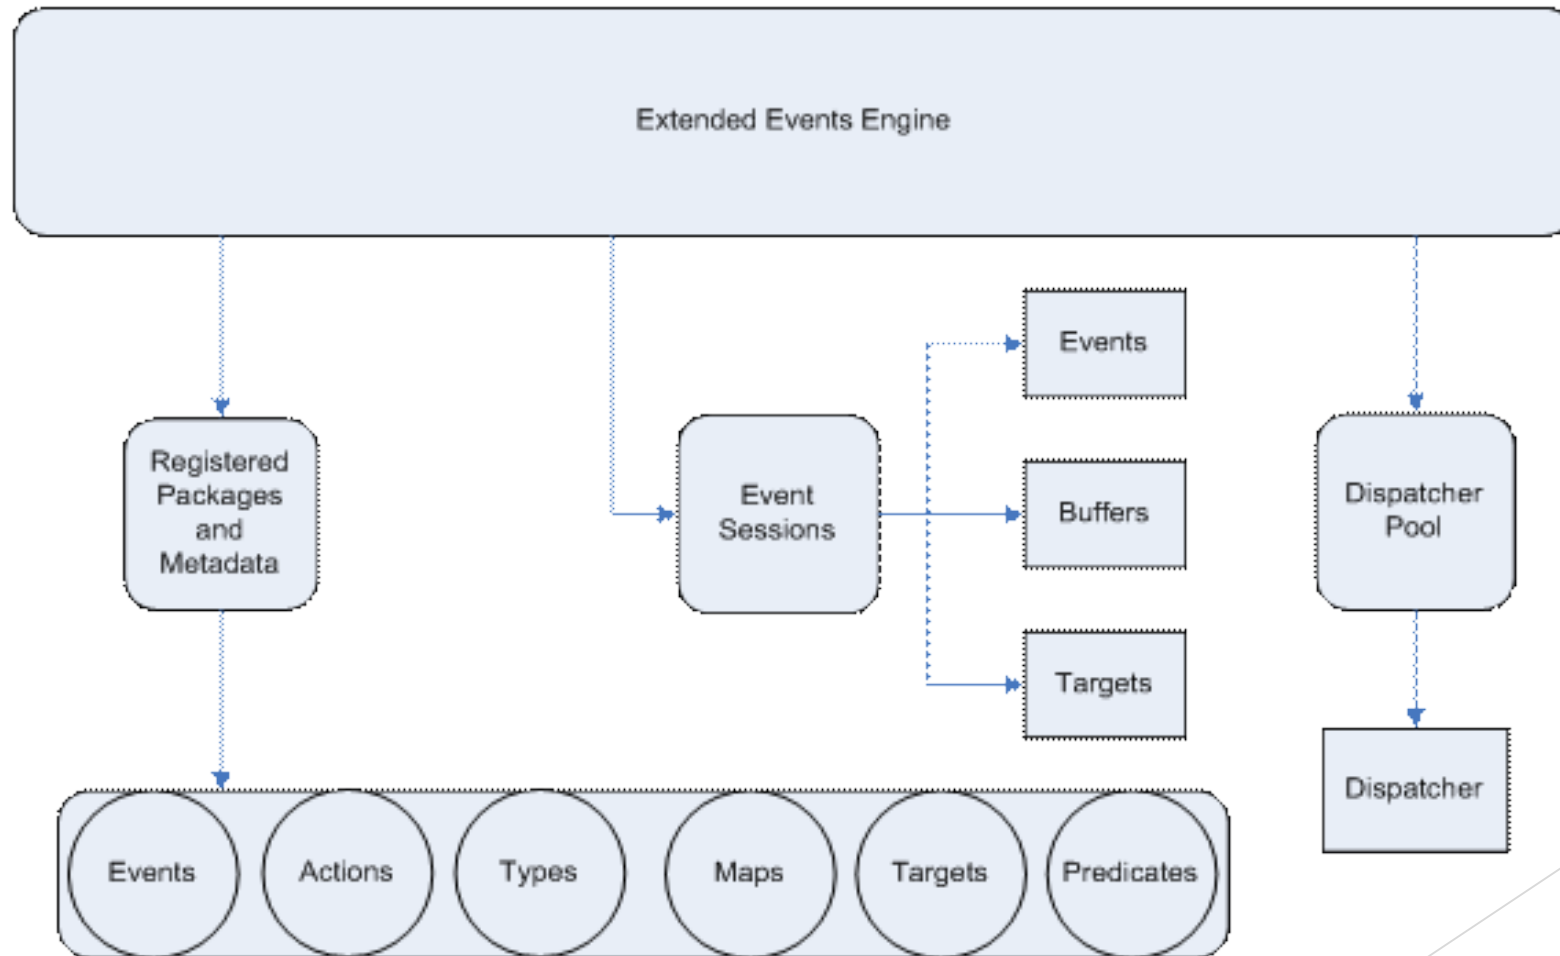 Extended Events Engine
Registered
Packages
and
Metadata
Event
Sessions
Events
Buffers
Targets
Dispatcher
Pool
Dispatcher
Events
Actions
Types
Maps
Targets
Predicates